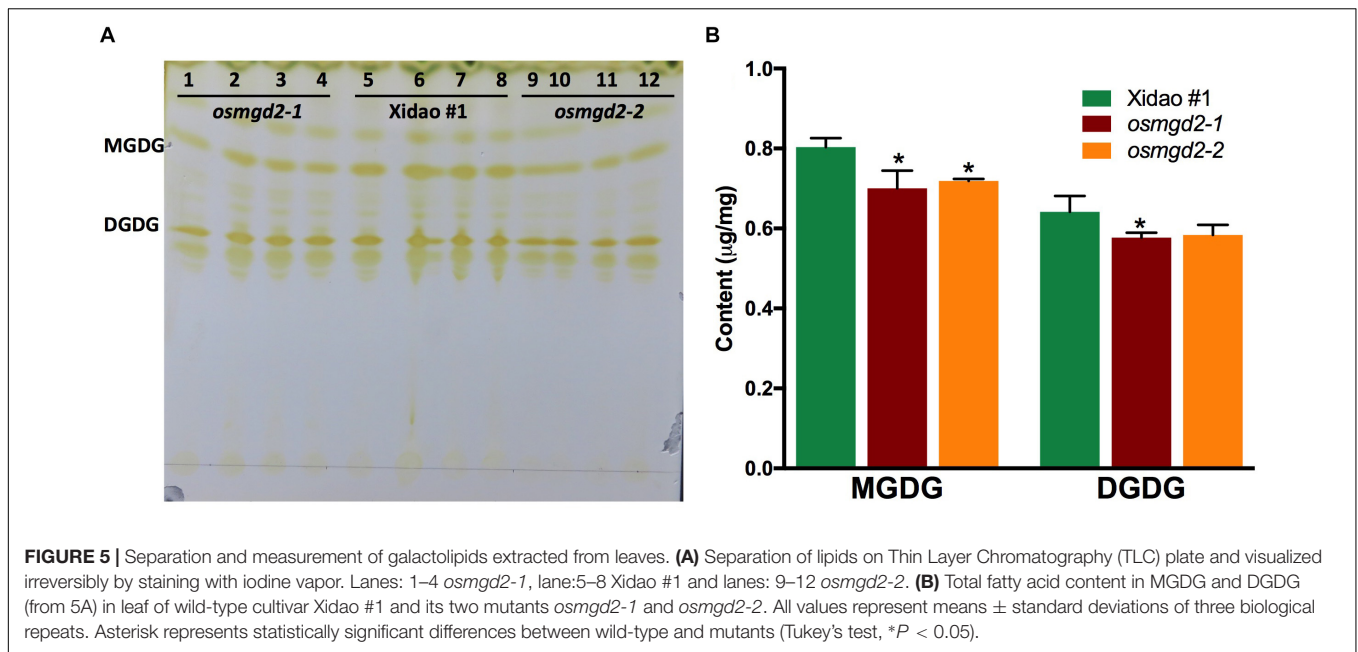 A
1 2 3 4 5 6 7 8 9 10 11 12
osmgd2-1 Xidao #1 osmgd2-2
MGDG
DGDG
B
Content (µg/mg)
1.0
0.8
0.6
0.4
0.2
0.0
Xidao #1
osmgd2-1
osmgd2-2
* *
*
MGDG DGDG
FIGURE 5 | Separation and measurement of galactolipids extracted from leaves. (A) Separation of lipids on Thin Layer Chromatography (TLC) plate and visualized
irreversibly by staining with iodine vapor. Lanes: 1–4 osmgd2-1, lane:5–8 Xidao #1 and lanes: 9–12 osmgd2-2. (B) Total fatty acid content in MGDG and DGDG
(from 5A) in leaf of wild-type cultivar Xidao #1 and its two mutants osmgd2-1 and osmgd2-2. All values represent means ± standard deviations of three biological
repeats. Asterisk represents statistically significant differences between wild-type and mutants (Tukey's test, *P < 0.05).